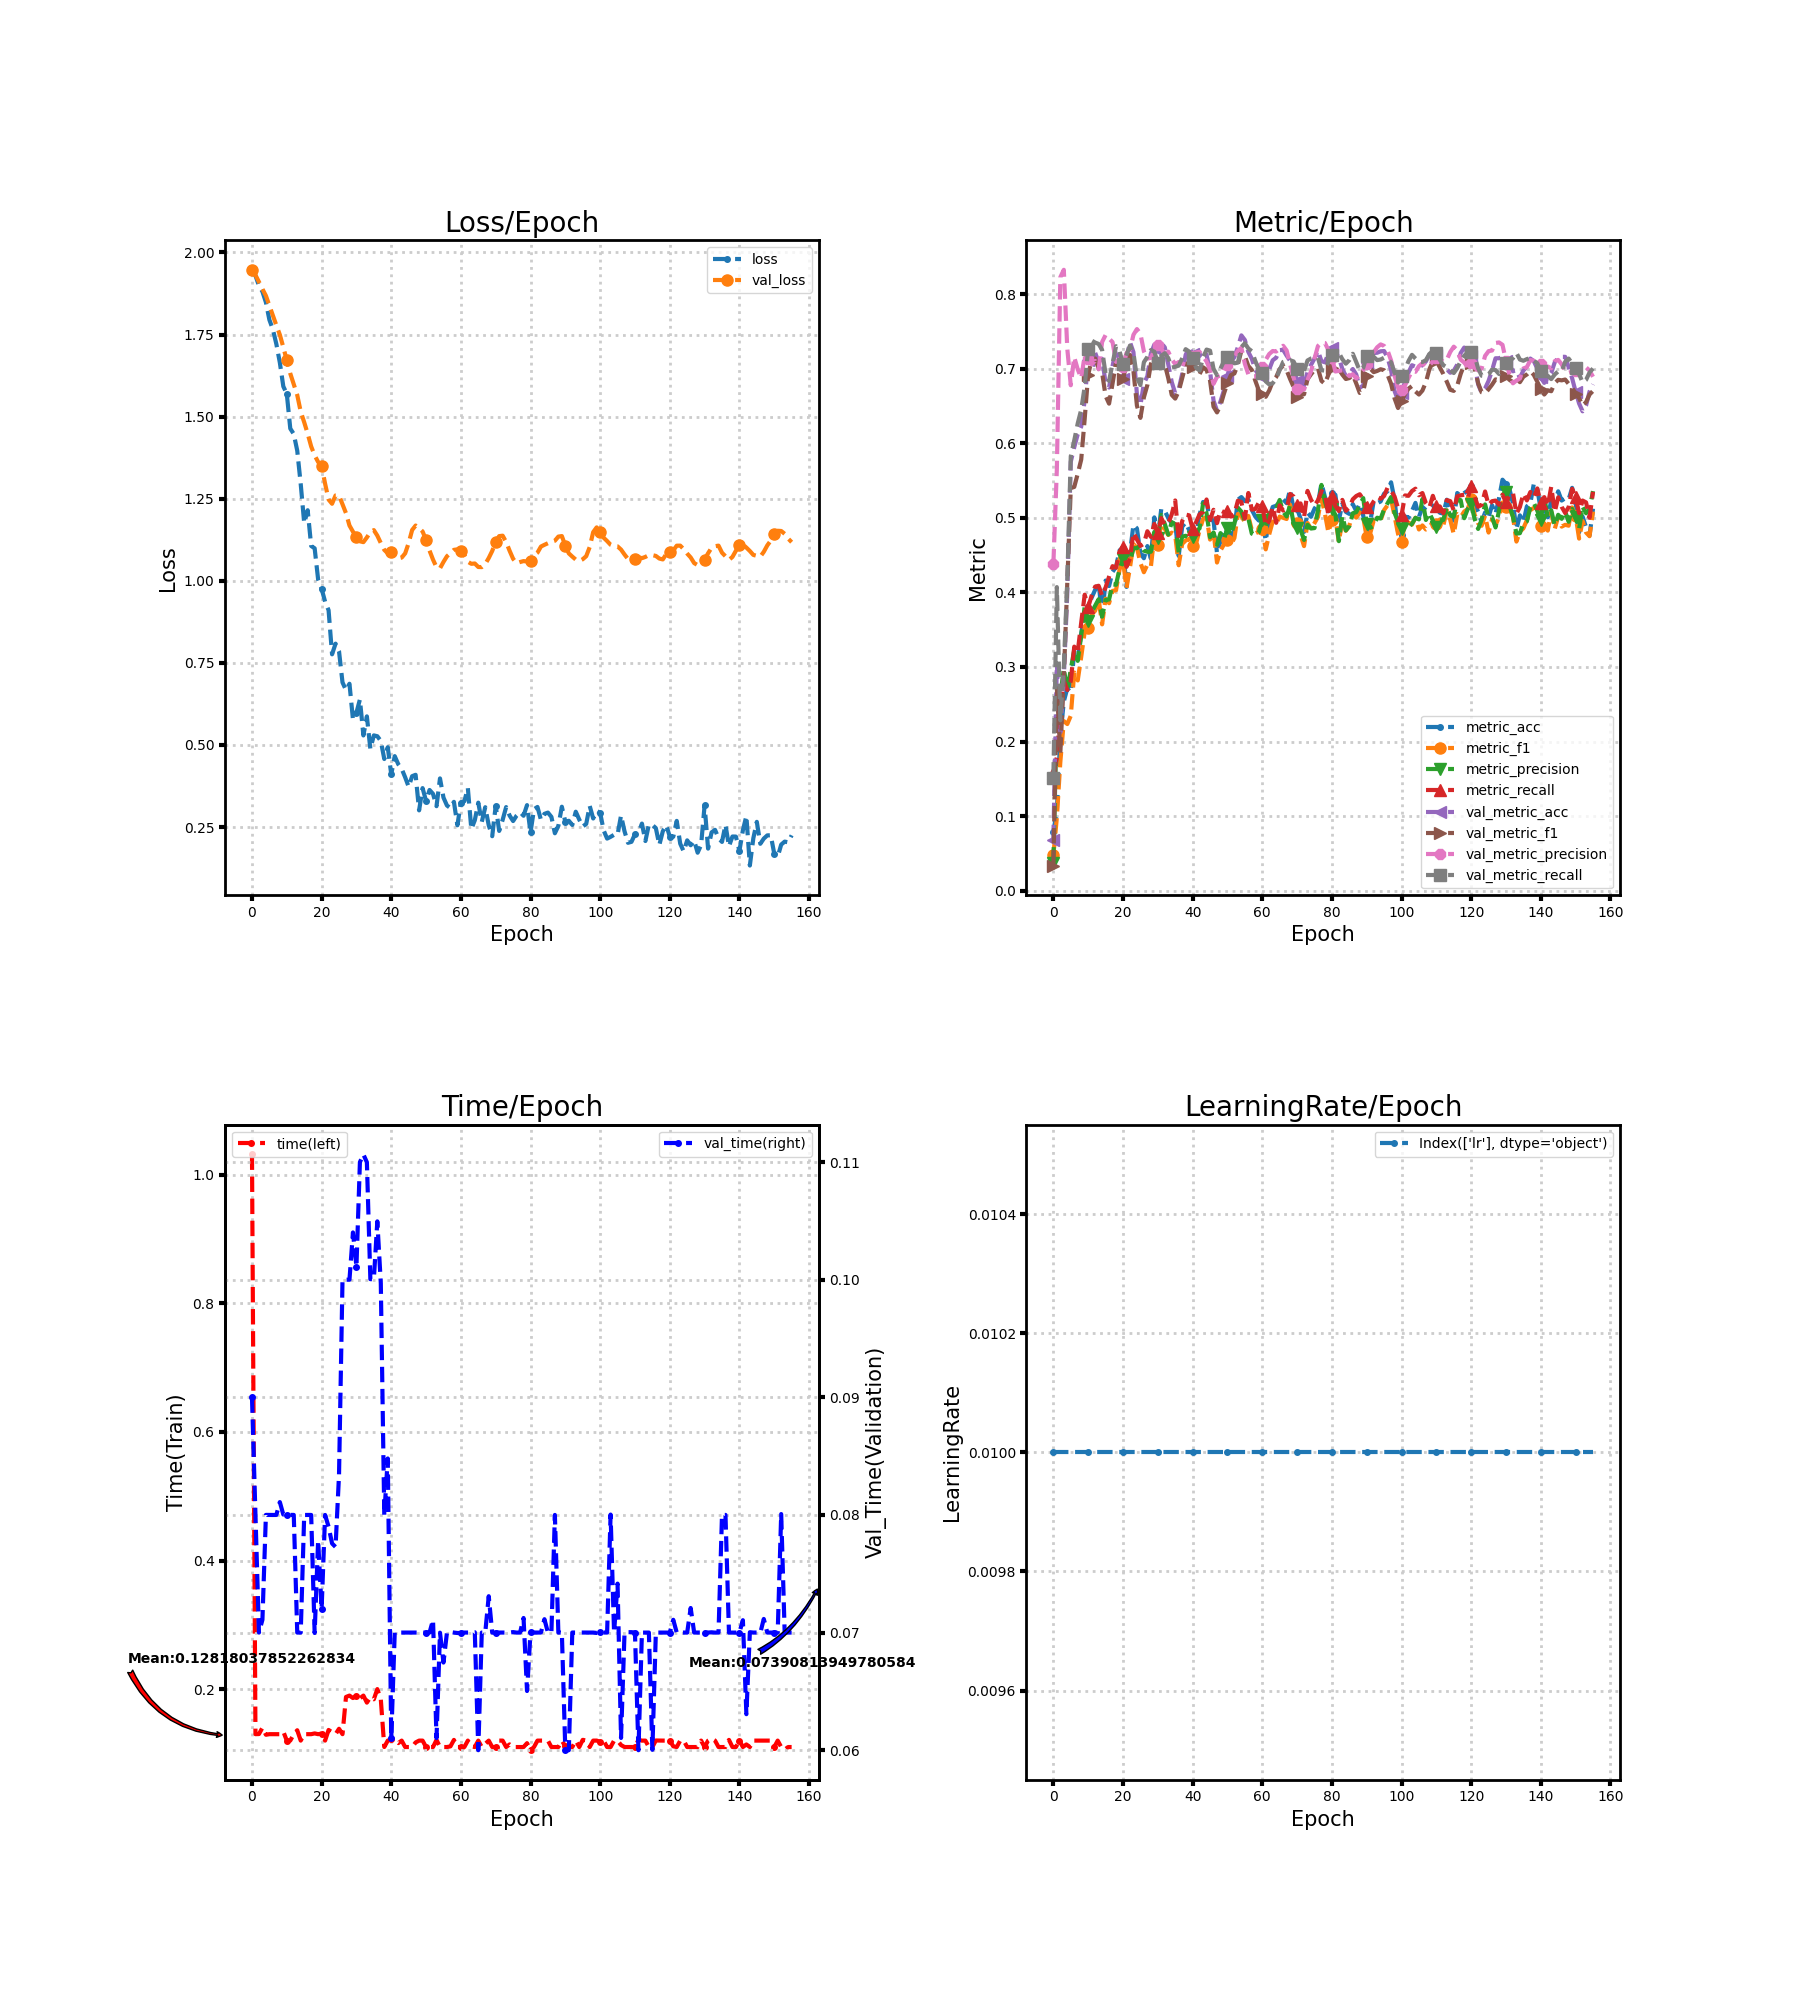 Loss/Epoch
2.00
1.75
1.50
1.25
1.00
0.75
0.50
0.25
Loss
loss
val_loss
0 20 40 60 80 100 120 140 160
Epoch
Metric/Epoch
0.8
0.7
0.6
0.5
0.4
0.3
0.2
0.1
0.0
Metric
metric_acc
metric_f1
metric_precision
metric_recall
val_metric_acc
val_metric_f1
val_metric_precision
val_metric_recall
0 20 40 60 80 100 120 140 160
Epoch
Time/Epoch
time(left)
val_time(right)
1.0
0.8
0.6
0.4
0.2
Time(Train)
0.11
0.10
0.09
0.08
0.07
0.06
Val_Time(Validation)
Mean:0.12818037852262834
Mean:0.07390813949780584
0 20 40 60 80 100 120 140 160
Epoch
LearningRate/Epoch
Index(['lr'], dtype='object')
0.0104
0.0102
0.0100
0.0098
0.0096
LearningRate
0 20 40 60 80 100 120 140 160
Epoch